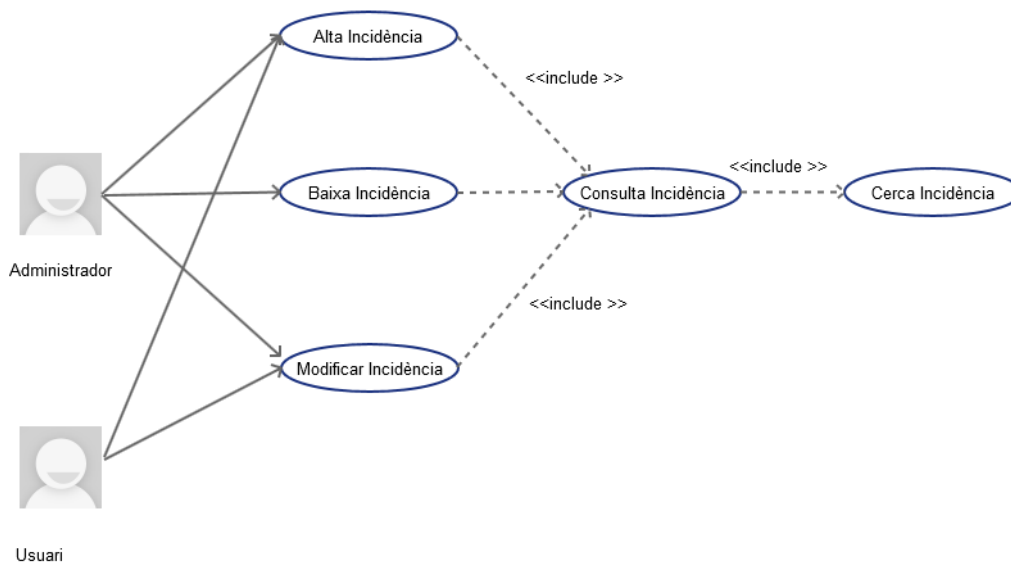 Alta Incidència
<<include >>
<<include >>
Baixa Incidència
Consulta Incidència
Cerca Incidència
Administrador
<<include >>
Modificar Incidència
Usuari